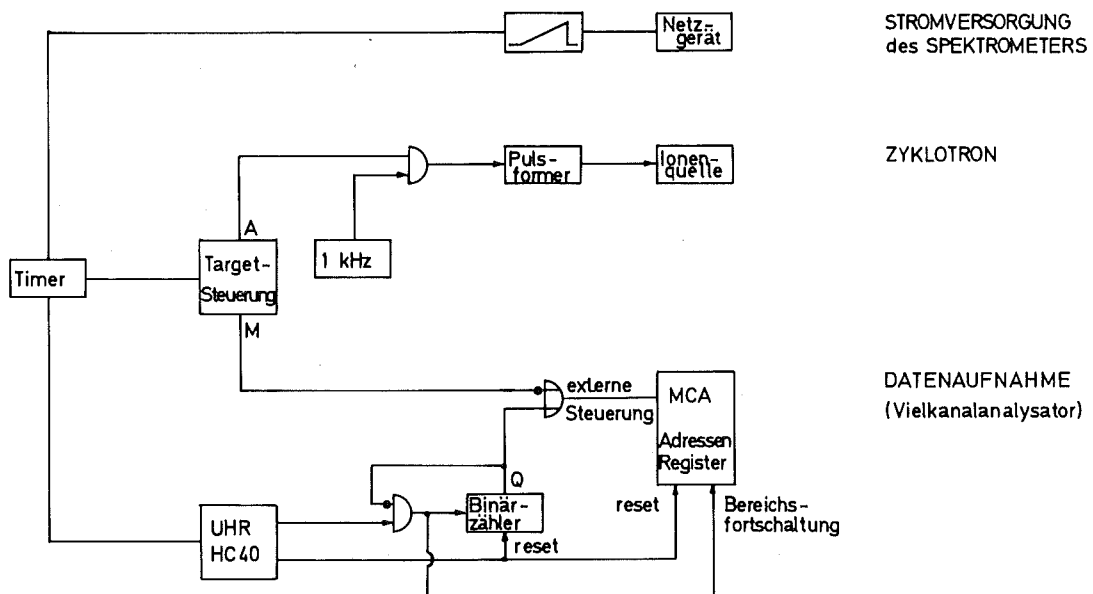 Netz-
gerät
STROMVERSORGUNG
des SPEKTROMETERS
Puls-
former
Ionen-
quelle
ZYKLOTRON
A
1 kHz
Timer
Target-
Steuerung
M
externe
Steuerung
MCA
Adressen
Register
DATENAUFNAHME
(Vielkanalanalysator)
Q
Binär-
zähler
reset
Bereichs-
fortschaltung
UHR
HC40
reset